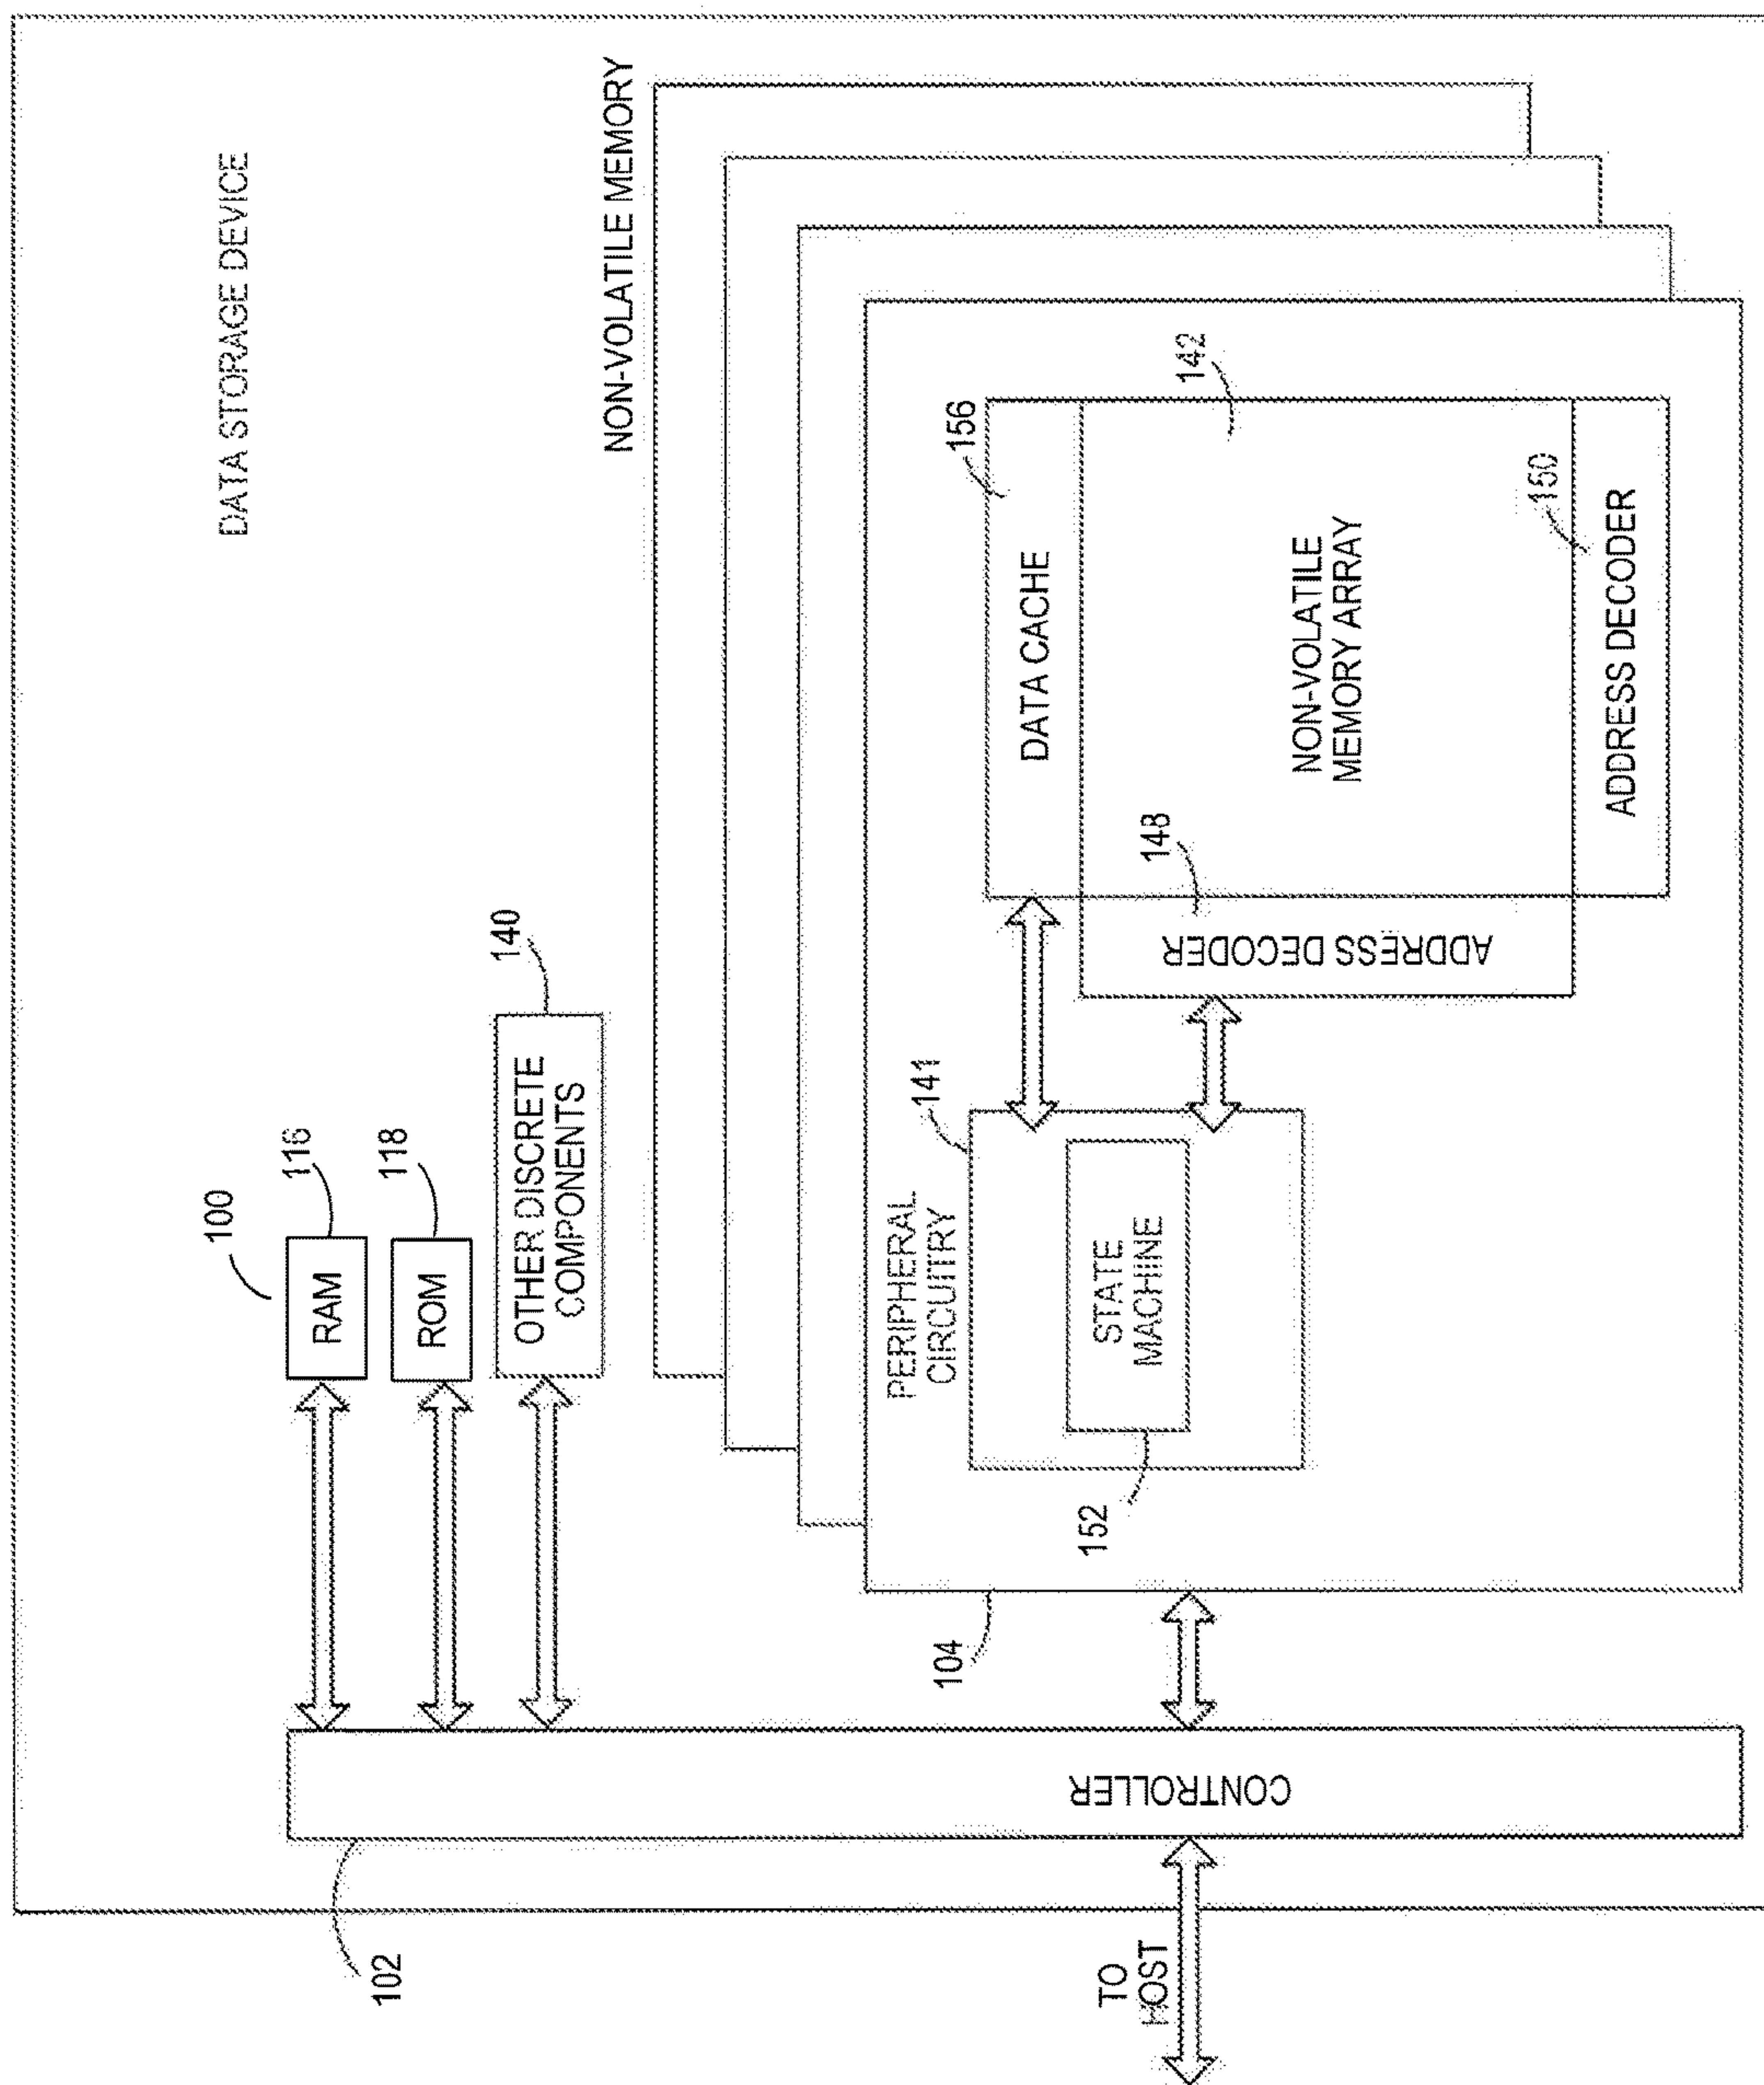 DATA STORAGE DEVICE
100
116
RAM
118
ROM
140
OTHER DISCRETE
COMPONENTS
NON-VOLATILE MEMORY
102
CONTROLLER
TO
HOST
104
PERIPHERAL
CIRCUITRY
141
STATE
MACHINE
152
DATA CACHE
156
148
ADDRESS DECODER
NON-VOLATILE
MEMORY ARRAY
142
ADDRESS DECODER
150